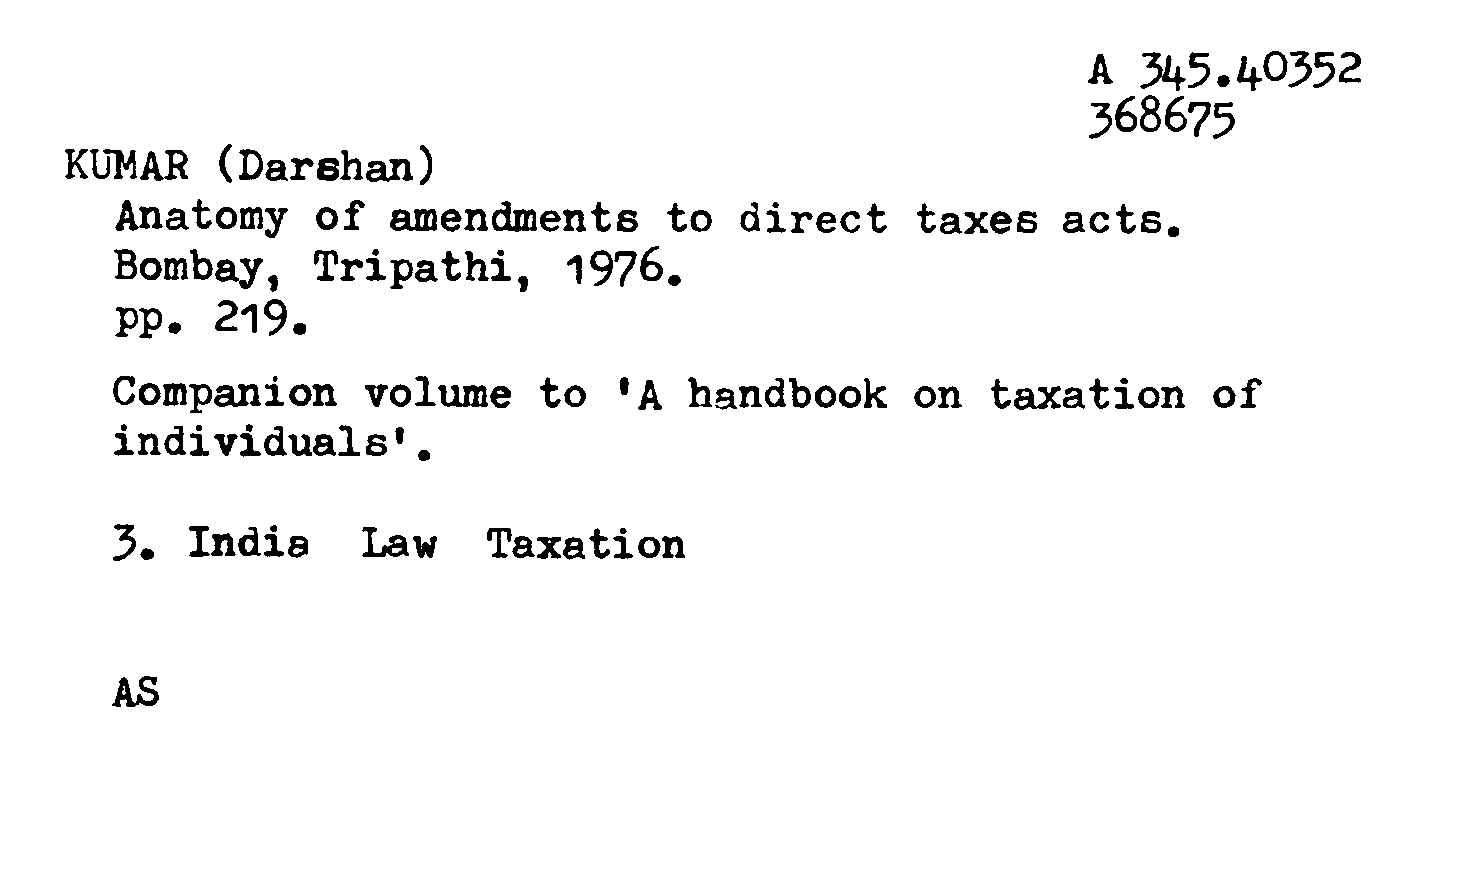 A 345.40352
368675
KUMAR (Darshan)
Anatomy of amendments to direct taxes acts.
Bombay, Tripathi, 1976.
pp. 219.
Companion volume to 'A handbook on taxation of
individuals'.
3. India Law Taxation
AS